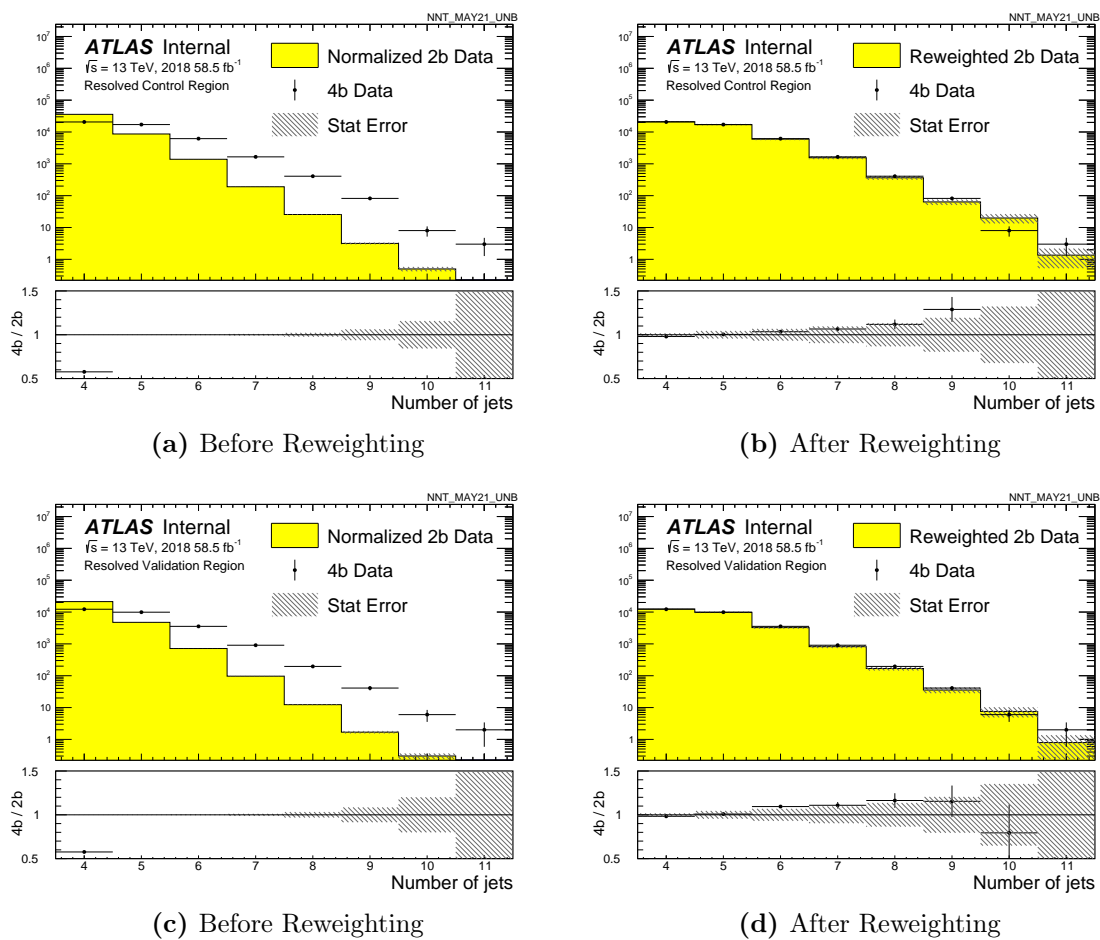 NNT_MAY21_UNB
ATLAS Internal
√s = 13 TeV, 2018 58.5 fb⁻¹
Resolved Control Region
Normalized 2b Data
4b Data
Stat Error
10⁷
10⁶
10⁵
10⁴
10³
10²
10
1
4b / 2b
1.5
1
0.5
4 5 6 7 8 9 10 11
Number of jets
(a) Before Reweighting
NNT_MAY21_UNB
ATLAS Internal
√s = 13 TeV, 2018 58.5 fb⁻¹
Resolved Control Region
Reweighted 2b Data
4b Data
Stat Error
10⁷
10⁶
10⁵
10⁴
10³
10²
10
1
4b / 2b
1.5
1
0.5
4 5 6 7 8 9 10 11
Number of jets
(b) After Reweighting
NNT_MAY21_UNB
ATLAS Internal
√s = 13 TeV, 2018 58.5 fb⁻¹
Resolved Validation Region
Normalized 2b Data
4b Data
Stat Error
10⁷
10⁶
10⁵
10⁴
10³
10²
10
1
4b / 2b
1.5
1
0.5
4 5 6 7 8 9 10 11
Number of jets
(c) Before Reweighting
NNT_MAY21_UNB
ATLAS Internal
√s = 13 TeV, 2018 58.5 fb⁻¹
Resolved Validation Region
Reweighted 2b Data
4b Data
Stat Error
10⁷
10⁶
10⁵
10⁴
10³
10²
10
1
4b / 2b
1.5
1
0.5
4 5 6 7 8 9 10 11
Number of jets
(d) After Reweighting